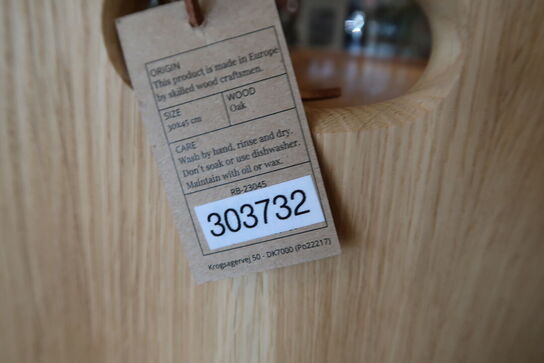 ORIGIN
This product is made in Europe
by skilled wood craftsmen.
SIZE
30x45 cm
WOOD
Oak
CARE
Wash by hand, rinse and dry.
Don't soak or use dishwasher.
Maintain with oil or wax.
RB-23045
303732
Krogsagervej 50 - DK7000 (Po22217)